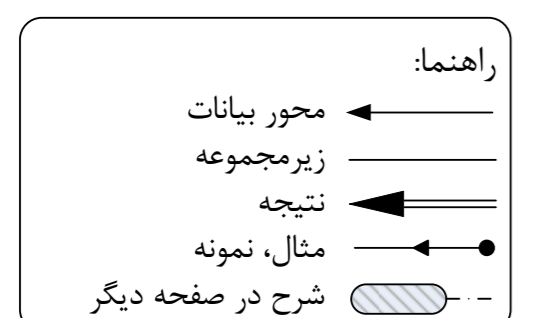 راهنما:
محور بیانات
زیرمجموعه
نتیجه
مثال، نمونه
شرح در صفحه دیگر